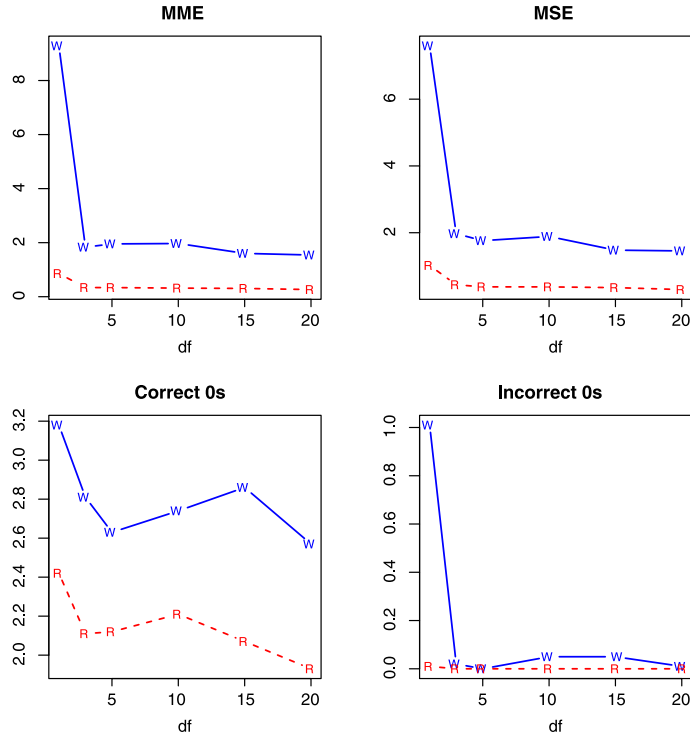 MME
8
6
4
2
0
W W W W W W
R R R R R R
5 10 15 20
df
MSE
6
4
2
W W W W W W
R R R R R R
5 10 15 20
df
Correct 0s
3.2
3.0
2.8
2.6
2.4
2.2
2.0
W W W W W W
R R R R R R
5 10 15 20
df
Incorrect 0s
1.0
0.8
0.6
0.4
0.2
0.0
W W W W W W
R R R R R R
5 10 15 20
df